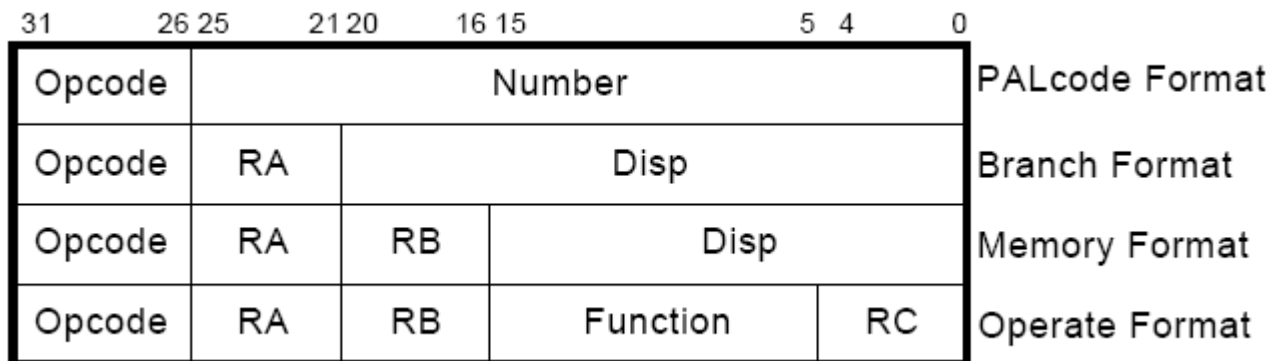 31 26 25 21 20 16 15 5 4 0
Opcode Number PALcode Format
Opcode RA Disp Branch Format
Opcode RA RB Disp Memory Format
Opcode RA RB Function RC Operate Format